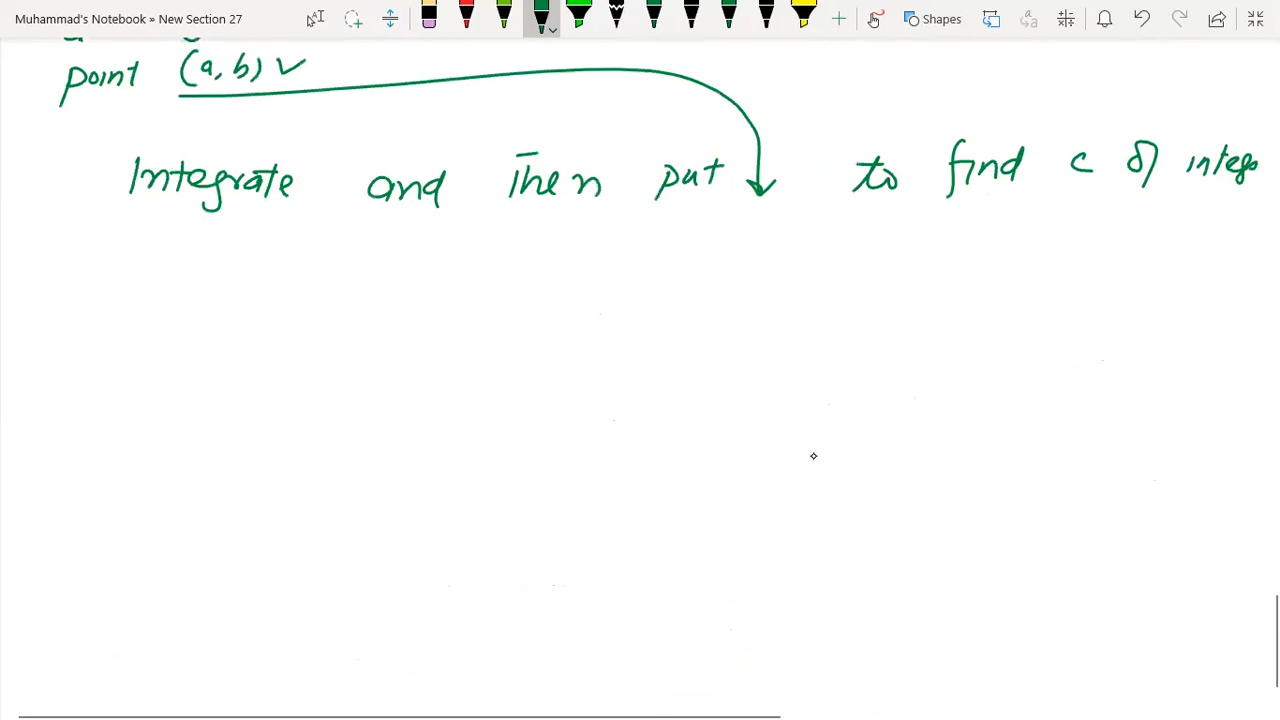 Muhammad's Notebook » New Section 27
Shapes
point (a, b) ✓
Integrate and then put to find c of integ